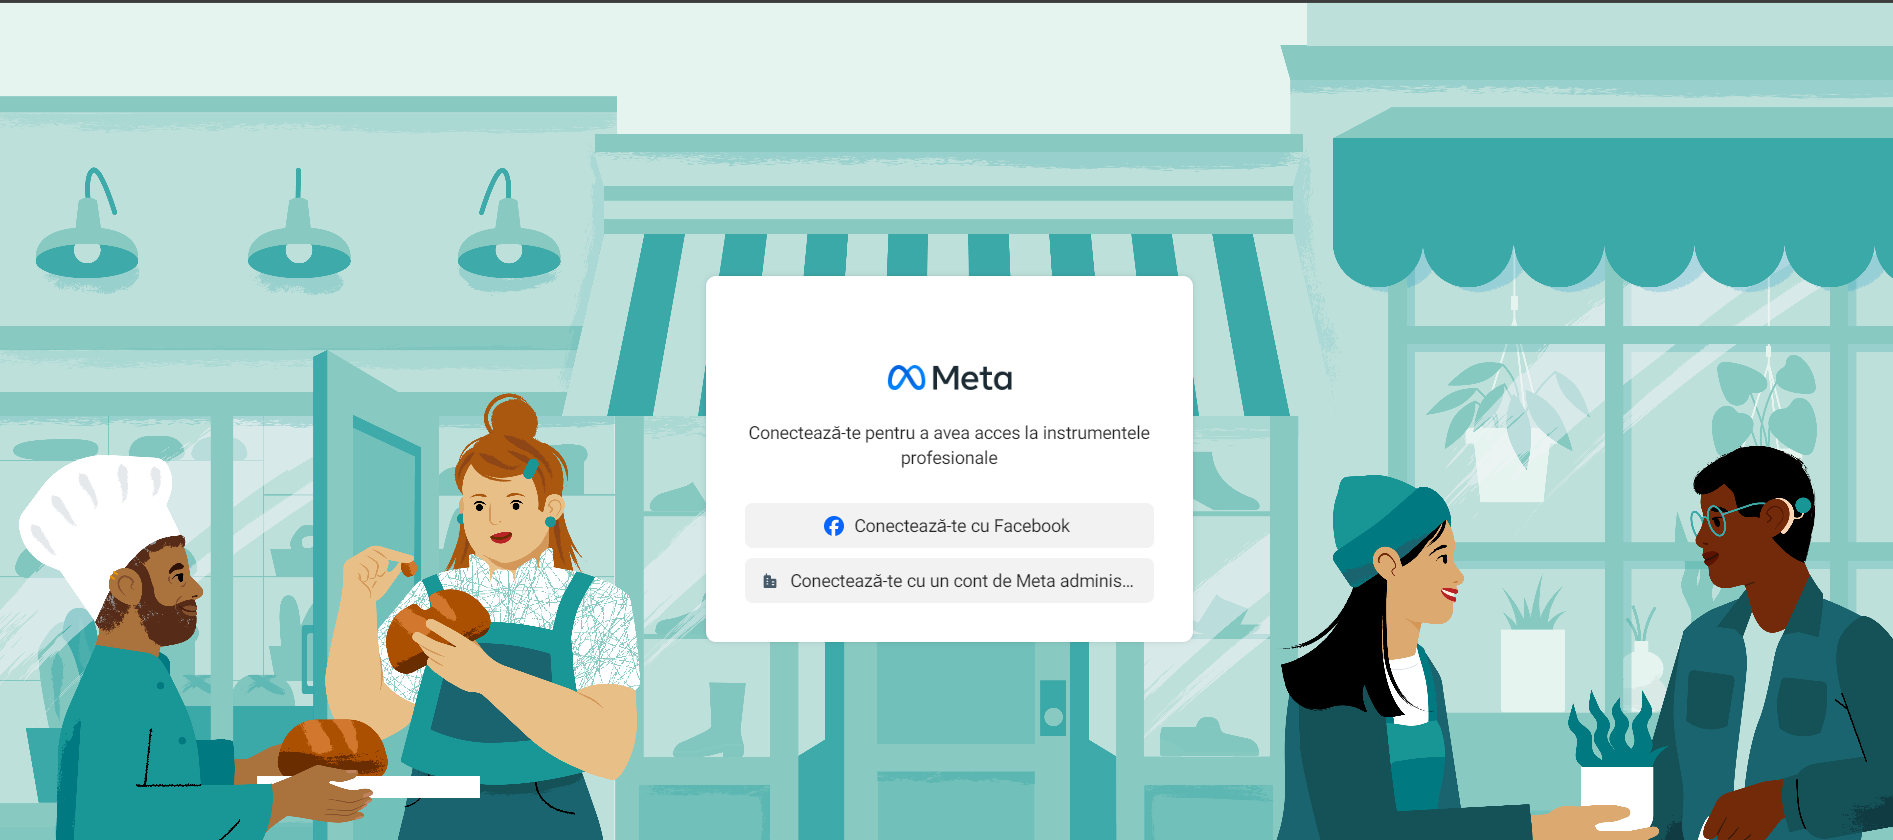 Meta
Conectează-te pentru a avea acces la instrumentele
profesionale
Conectează-te cu Facebook
Conectează-te cu un cont de Meta adminis...